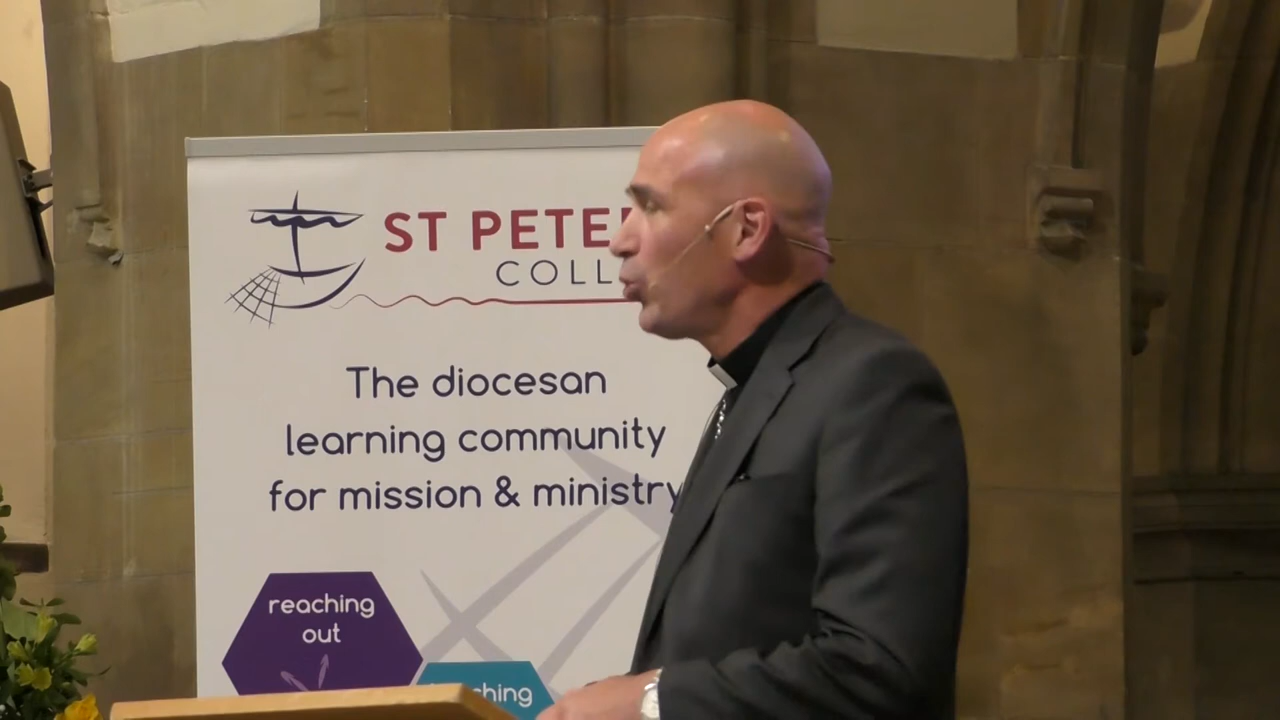 ST PETE
COLL
The diocesan
learning community
for mission & ministry
reaching
out
ching